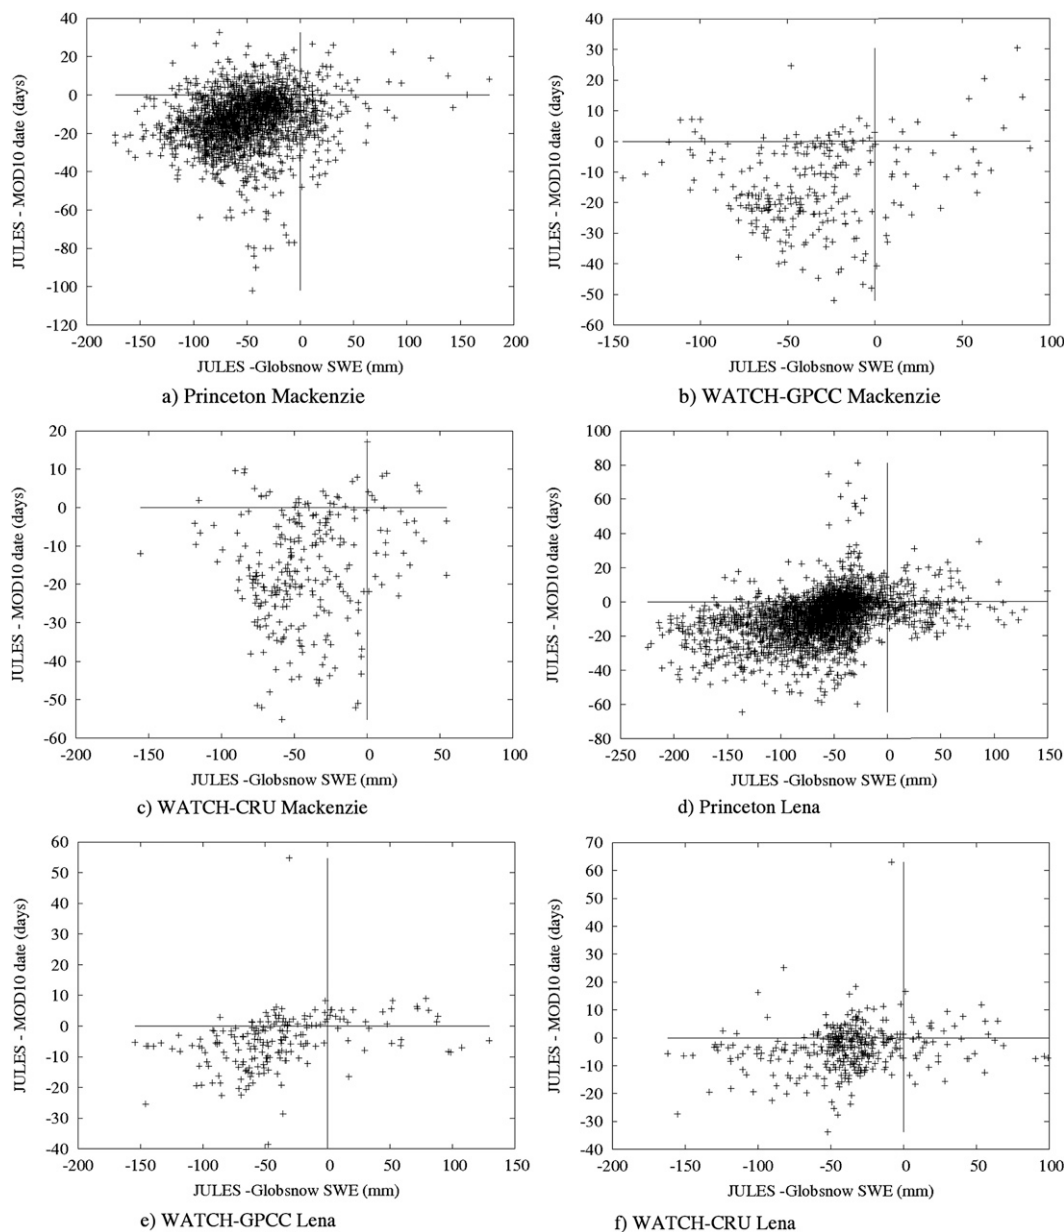 40
20
0
-20
-40
-60
-80
-100
-120
JULES - MOD10 date (days)
-200 -150 -100 -50 0 50 100 150 200
JULES -Globsnow SWE (mm)
a) Princeton Mackenzie
40
30
20
10
0
-10
-20
-30
-40
-50
-60
JULES - MOD10 date (days)
-150 -100 -50 0 50 100
JULES -Globsnow SWE (mm)
b) WATCH-GPCC Mackenzie
20
10
0
-10
-20
-30
-40
-50
-60
JULES - MOD10 date (days)
-150 -100 -50 0 50 100
JULES -Globsnow SWE (mm)
c) WATCH-CRU Mackenzie
100
80
60
40
20
0
-20
-40
-60
-80
JULES - MOD10 date (days)
-250 -200 -150 -100 -50 0 50 100 150
JULES -Globsnow SWE (mm)
d) Princeton Lena
60
50
40
30
20
10
0
-10
-20
-30
-40
JULES - MOD10 date (days)
-200 -150 -100 -50 0 50 100 150
JULES -Globsnow SWE (mm)
e) WATCH-GPCC Lena
70
60
50
40
30
20
10
0
-10
-20
-30
-40
JULES - MOD10 date (days)
-200 -150 -100 -50 0 50 100
JULES -Globsnow SWE (mm)
f) WATCH-CRU Lena